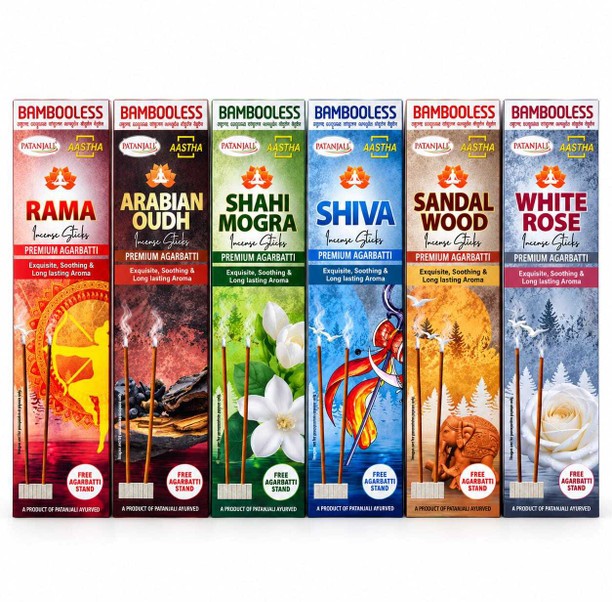 BAMBOOLESS
PATANJALI
AASTHA
RAMA
Incense Sticks
PREMIUM AGARBATTI
Exquisite, Soothing &
Long lasting Aroma
FREE
AGARBATTI
STAND
A PRODUCT OF PATANJALI AYURVED
BAMBOOLESS
PATANJALI
AASTHA
ARABIAN
OUDH
Incense Sticks
PREMIUM AGARBATTI
Exquisite, Soothing &
Long lasting Aroma
FREE
AGARBATTI
STAND
A PRODUCT OF PATANJALI AYURVED
BAMBOOLESS
PATANJALI
AASTHA
SHAHI
MOGRA
Incense Sticks
PREMIUM AGARBATTI
Exquisite, Soothing &
Long lasting Aroma
FREE
AGARBATTI
STAND
A PRODUCT OF PATANJALI AYURVED
BAMBOOLESS
PATANJALI
AASTHA
SHIVA
Incense Sticks
PREMIUM AGARBATTI
Exquisite, Soothing &
Long lasting Aroma
FREE
AGARBATTI
STAND
A PRODUCT OF PATANJALI AYURVED
BAMBOOLESS
PATANJALI
AASTHA
SANDAL
WOOD
Incense Sticks
PREMIUM AGARBATTI
Exquisite, Soothing &
Long lasting Aroma
FREE
AGARBATTI
STAND
A PRODUCT OF PATANJALI AYURVED
BAMBOOLESS
PATANJALI
AASTHA
WHITE
ROSE
Incense Sticks
PREMIUM AGARBATTI
Exquisite, Soothing &
Long lasting Aroma
FREE
AGARBATTI
STAND
A PRODUCT OF PATANJALI AYURVED